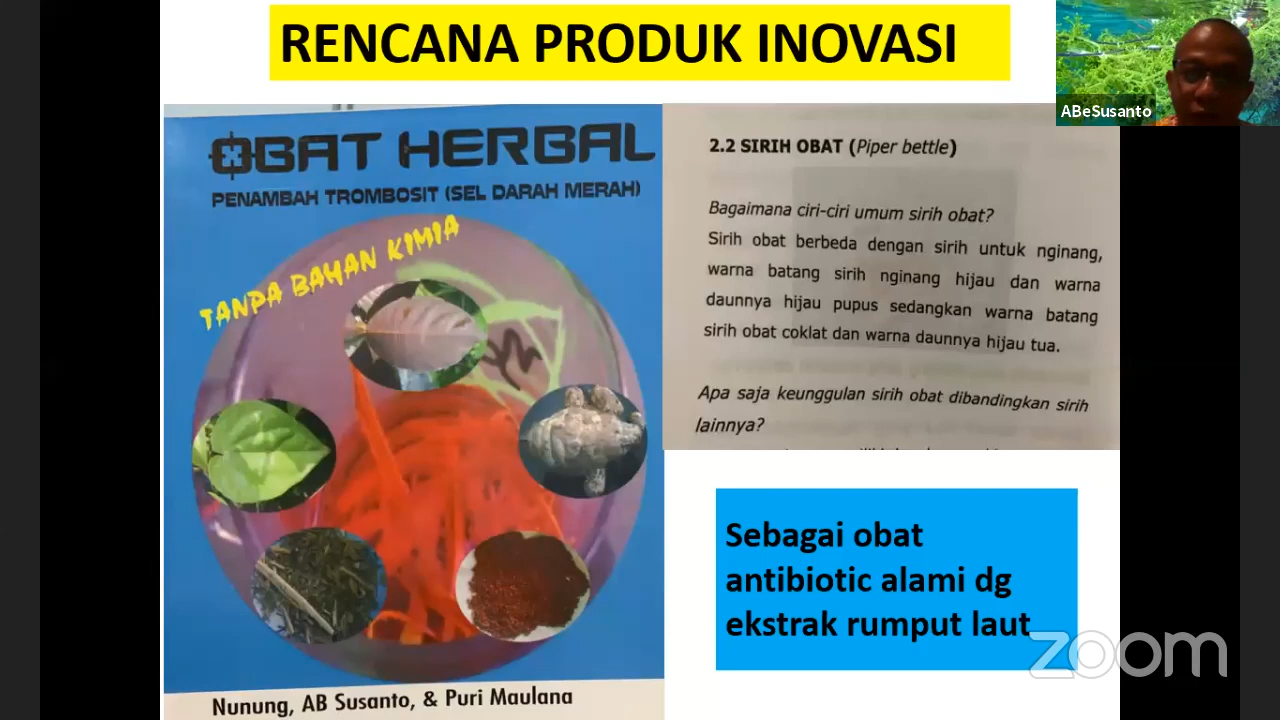 RENCANA PRODUK INOVASI
ABeSusanto
OBAT HERBAL
PENAMBAH TROMBOSIT (SEL DARAH MERAH)
TANPA BAHAN KIMIA
Nunung, AB Susanto, & Puri Maulana
2.2 SIRIH OBAT (Piper bettle)
Bagaimana ciri-ciri umum sirih obat?
Sirih obat berbeda dengan sirih untuk nginang,
warna batang sirih nginang hijau dan warna
daunnya hijau pupus sedangkan warna batang
sirih obat coklat dan warna daunnya hijau tua.
Apa saja keunggulan sirih obat dibandingkan sirih
lainnya?
Sebagai obat
antibiotic alami dg
ekstrak rumput laut
zoom